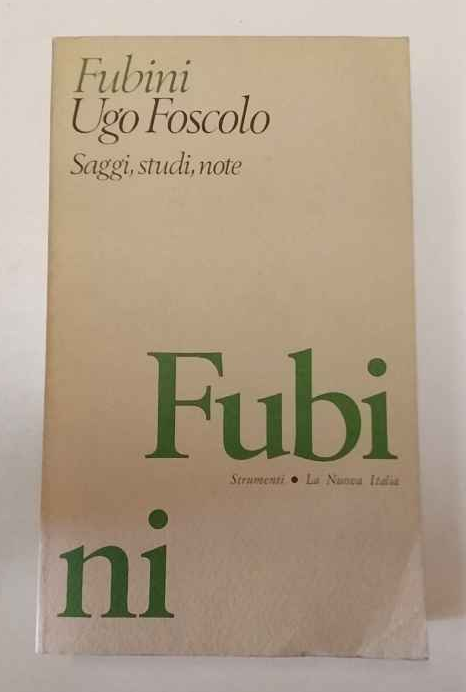 Fubini
Ugo Foscolo
Saggi, studi, note
Fubi
Strumenti • La Nuova Italia
ni